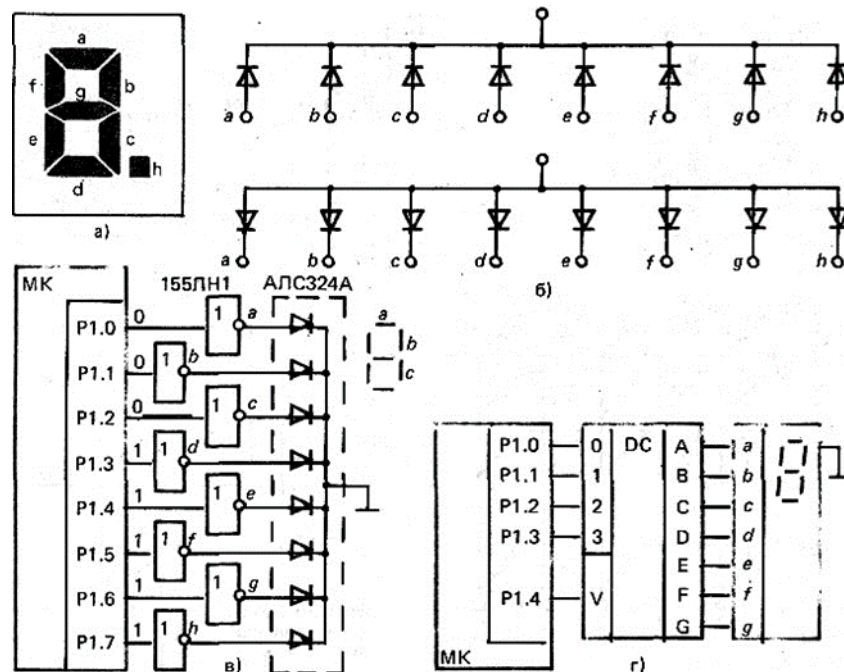 a
f
b
g
e
c
h
d
а)
a b c d e f g h
a b c d e f g h
б)
МК
155ЛН1
АЛС324А
P1.0 0 1 a
P1.1 0 1 b
P1.2 0 1 c
P1.3 1 1 d
P1.4 1 1 e
P1.5 1 1 f
P1.6 1 1 g
P1.7 1 1 h
в)
a
b
c
P1.0 0 DC A a
P1.1 1 B b
P1.2 2 C c
P1.3 3 D d
E e
P1.4 V F f
G g
МК
г)